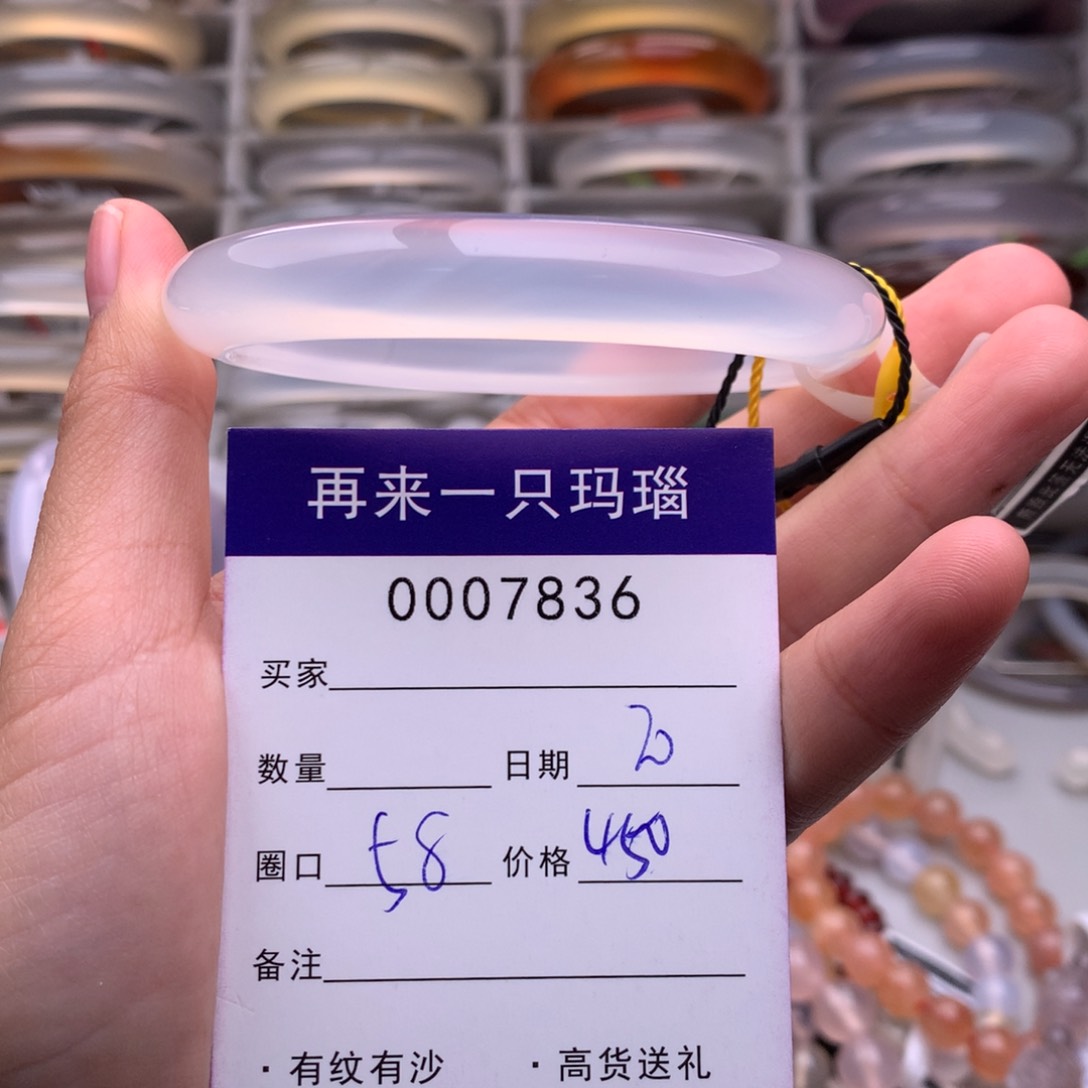 再来一只玛瑙
0007836
买家
数量 日期 20
圈口 58 价格 450
备注
·有纹有沙 ·高货送礼